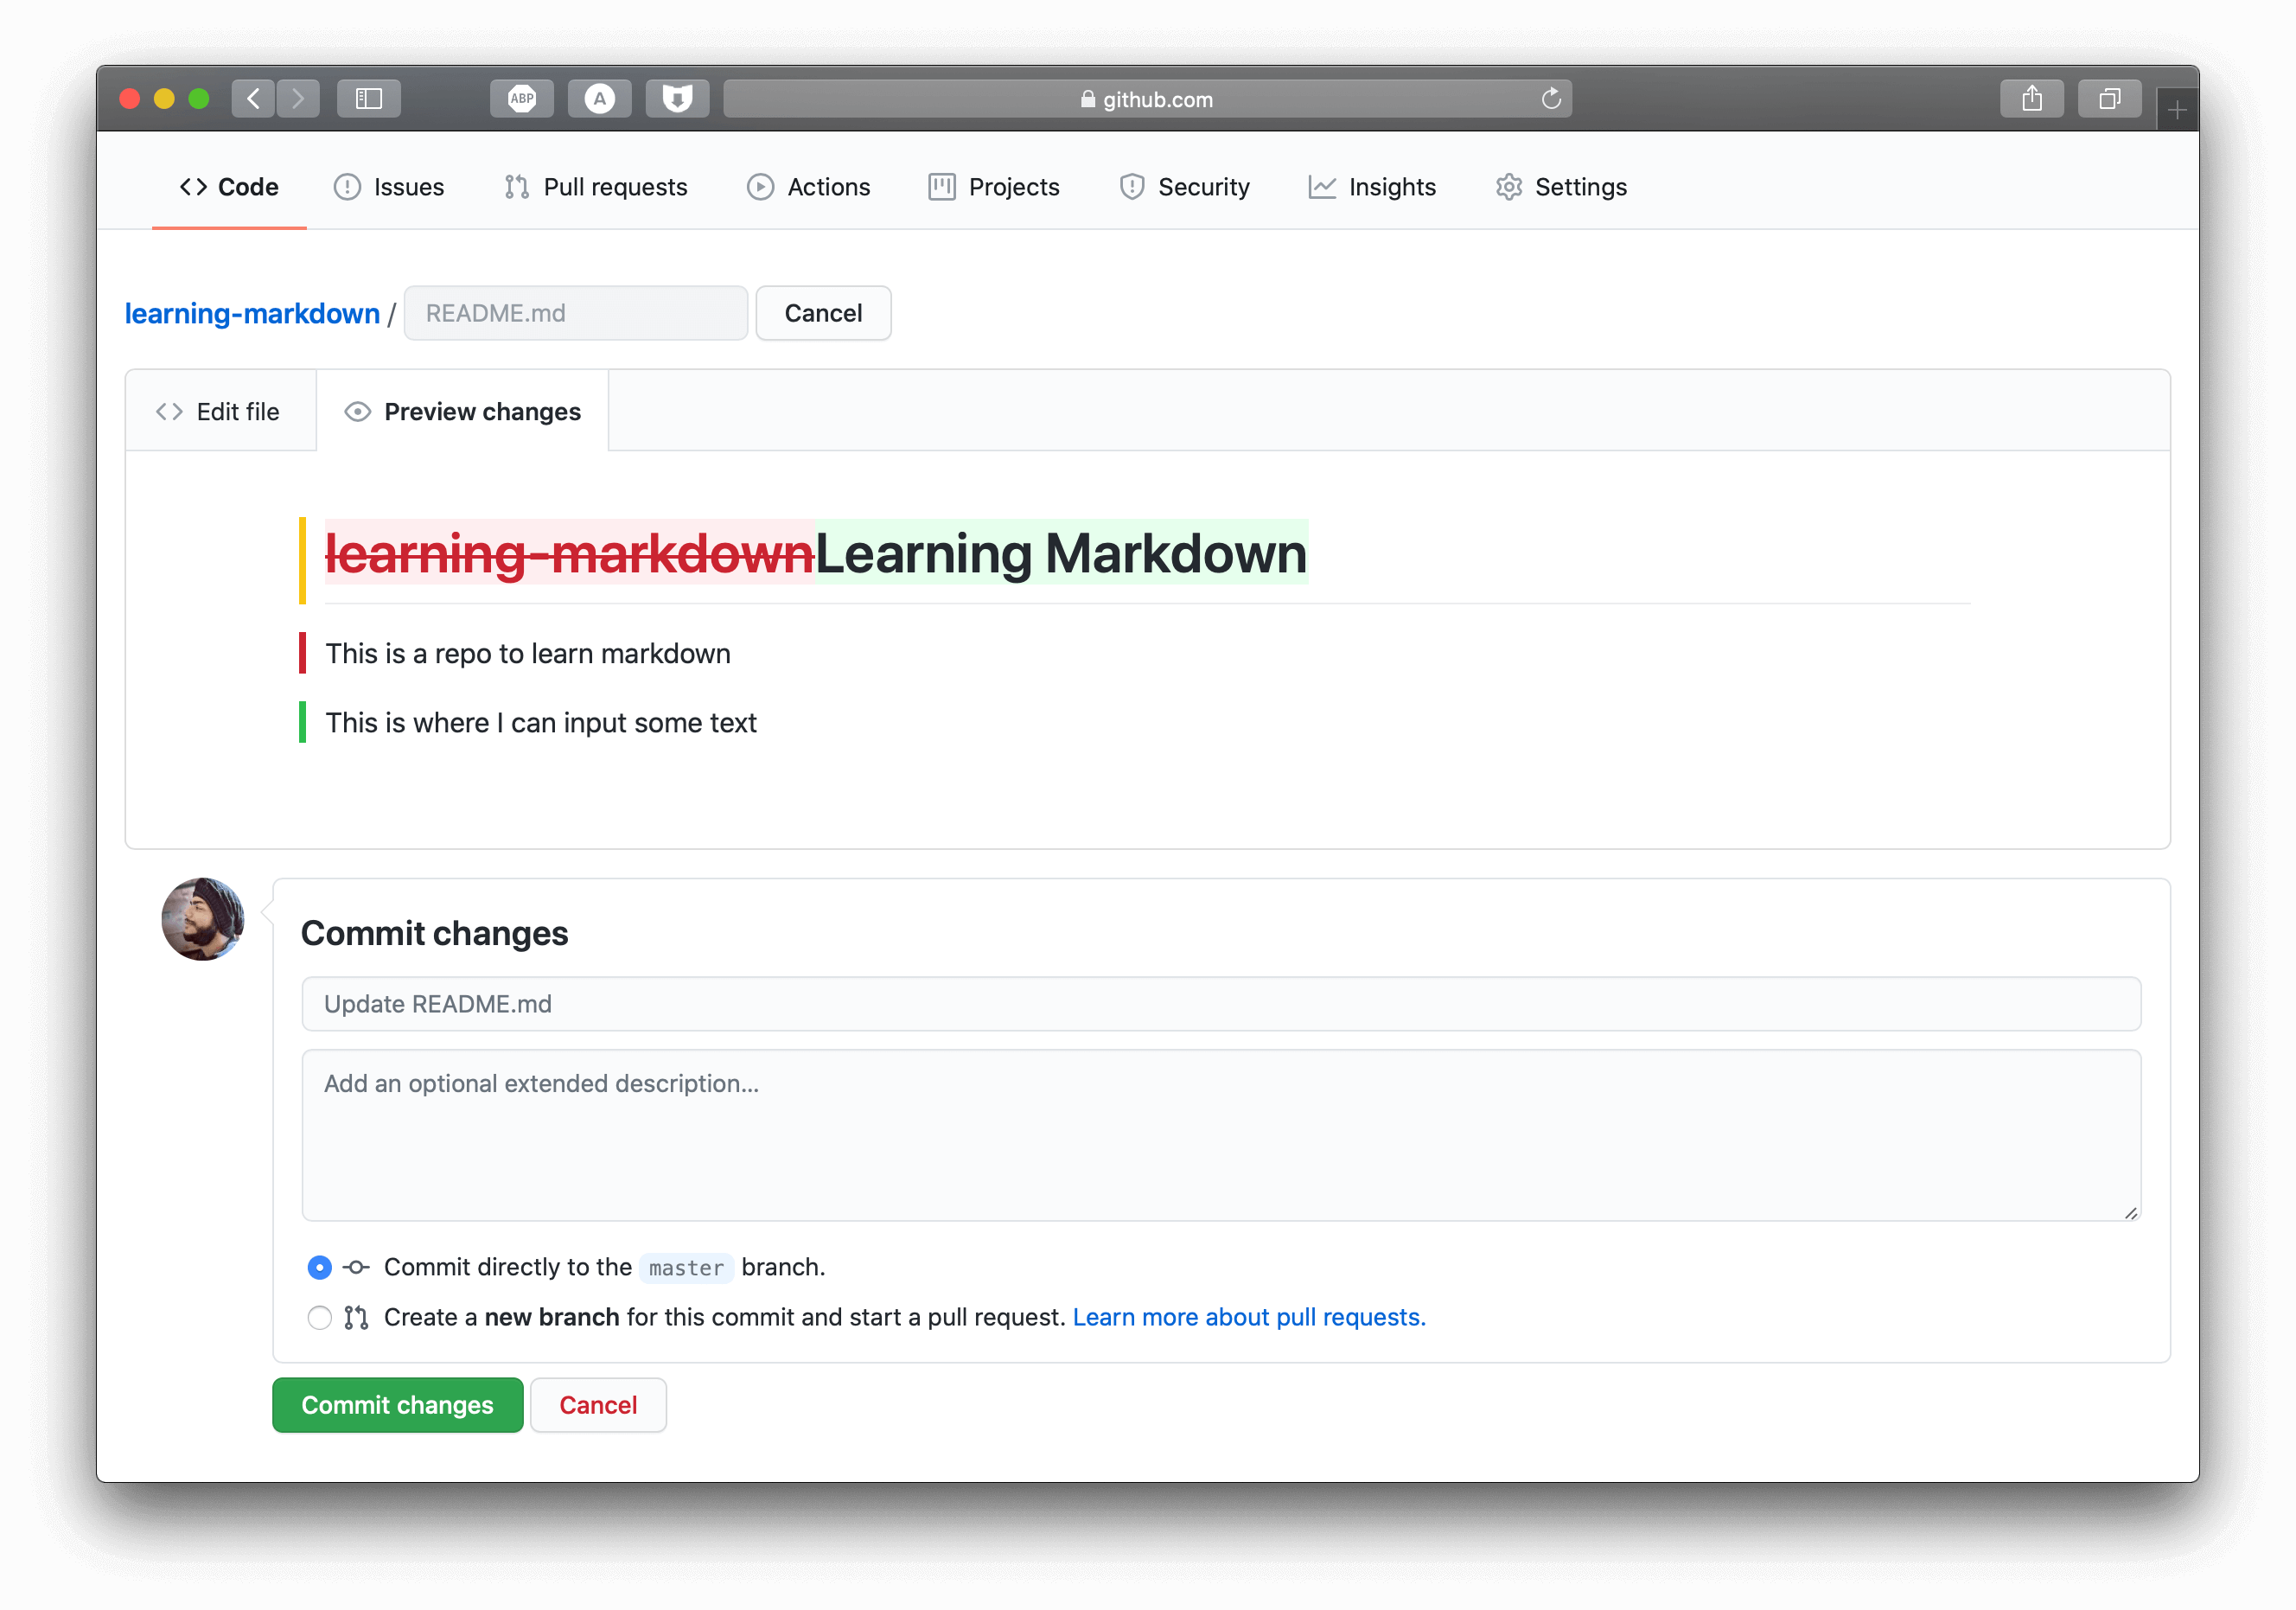 ABP A github.com
Code Issues Pull requests Actions Projects Security Insights Settings
learning-markdown / README.md Cancel
Edit file Preview changes
learning-markdownLearning Markdown
This is a repo to learn markdown
This is where I can input some text
Commit changes
Update README.md
Add an optional extended description...
Commit directly to the master branch.
Create a new branch for this commit and start a pull request. Learn more about pull requests.
Commit changes Cancel